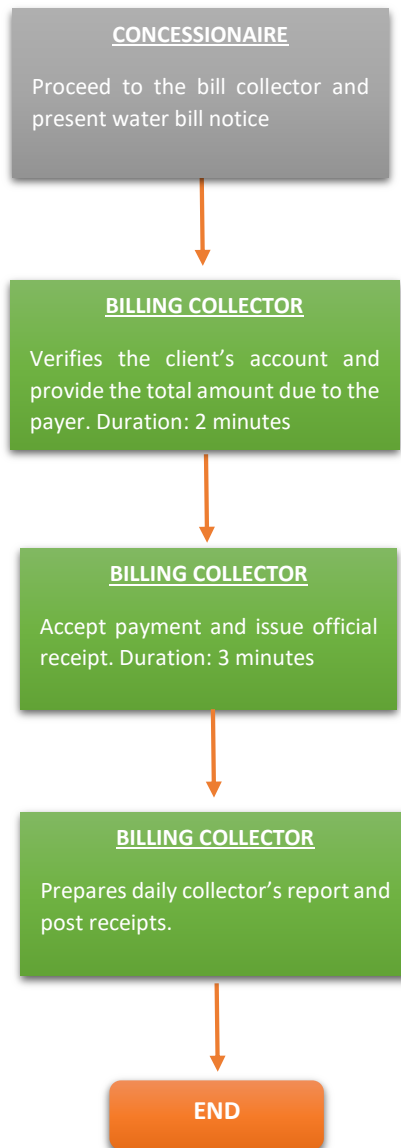 CONCESSIONAIRE
Proceed to the bill collector and
present water bill notice
BILLING COLLECTOR
Verifies the client's account and
provide the total amount due to the
payer. Duration: 2 minutes
BILLING COLLECTOR
Accept payment and issue official
receipt. Duration: 3 minutes
BILLING COLLECTOR
Prepares daily collector's report and
post receipts.
END